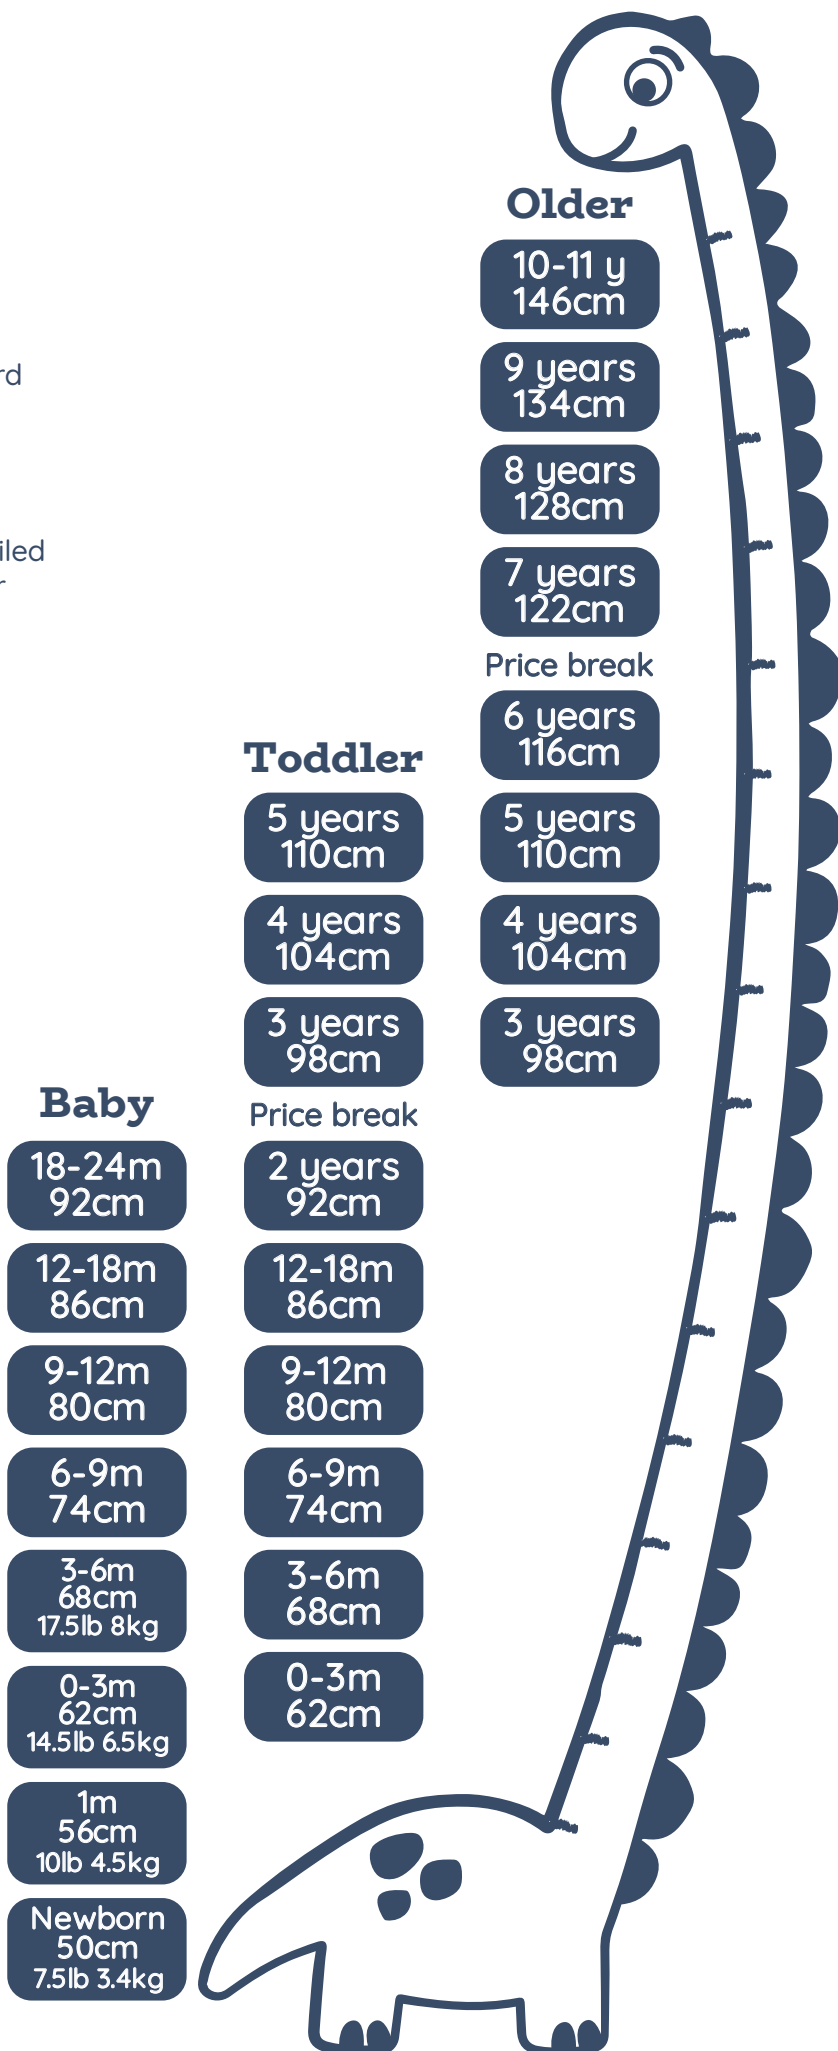 rd
iled
r
Older
10-11 y
146cm
9 years
134cm
8 years
128cm
7 years
122cm
Price break
6 years
116cm
5 years
110cm
4 years
104cm
3 years
98cm
Toddler
5 years
110cm
4 years
104cm
3 years
98cm
Price break
2 years
92cm
12-18m
86cm
9-12m
80cm
6-9m
74cm
3-6m
68cm
0-3m
62cm
Baby
18-24m
92cm
12-18m
86cm
9-12m
80cm
6-9m
74cm
3-6m
68cm
17.5lb 8kg
0-3m
62cm
14.5lb 6.5kg
1m
56cm
10lb 4.5kg
Newborn
50cm
7.5lb 3.4kg